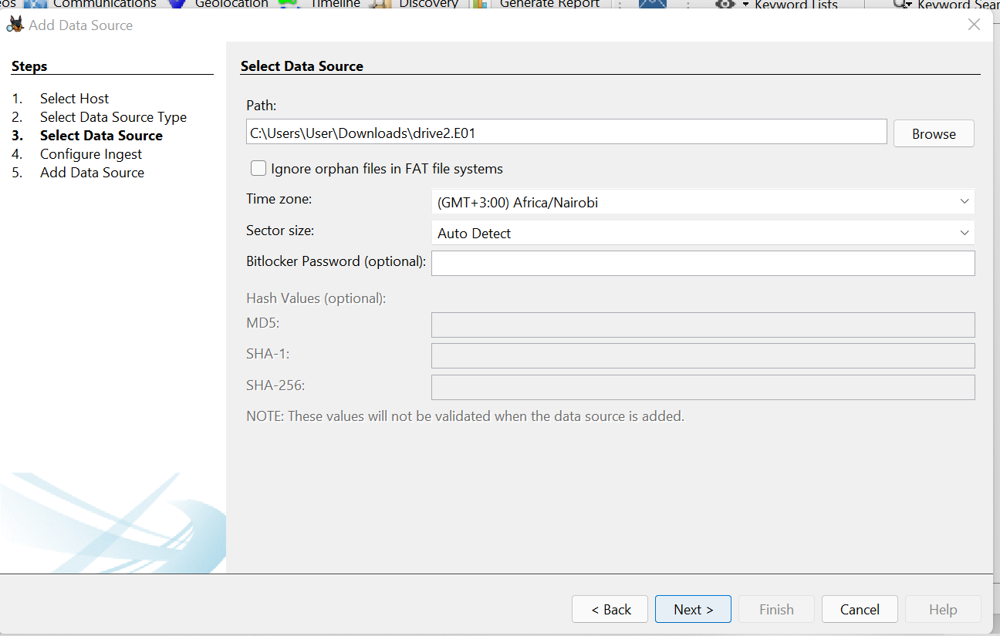 Communications Geolocation Timeline Discovery Generate Report Keyword Lists Keyword
Add Data Source
Steps
1. Select Host
2. Select Data Source Type
3. Select Data Source
4. Configure Ingest
5. Add Data Source
Select Data Source
Path:
C:\Users\User\Downloads\drive2.E01
Browse
Ignore orphan files in FAT file systems
Time zone: (GMT+3:00) Africa/Nairobi
Sector size: Auto Detect
Bitlocker Password (optional):
Hash Values (optional):
MD5:
SHA-1:
SHA-256:
NOTE: These values will not be validated when the data source is added.
< Back Next > Finish Cancel Help